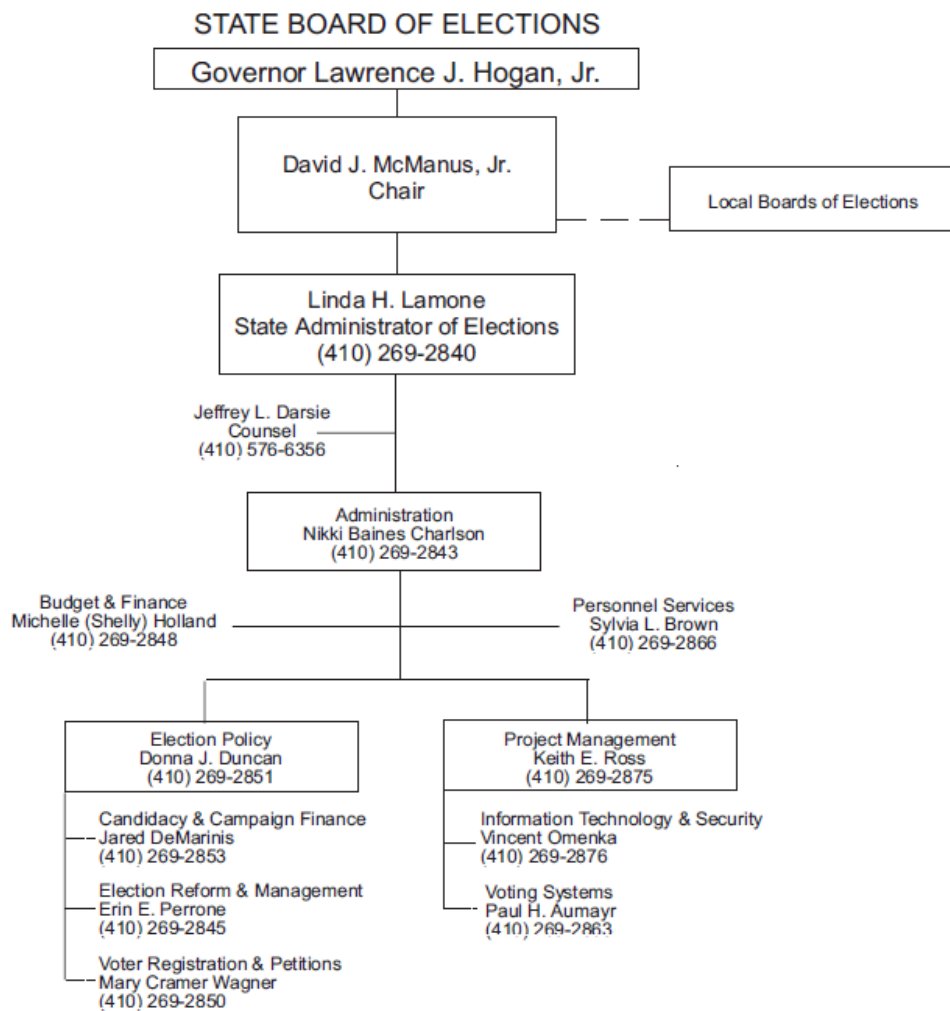 STATE BOARD OF ELECTIONS
Governor Lawrence J. Hogan, Jr.
David J. McManus, Jr.
Chair
Local Boards of Elections
Linda H. Lamone
State Administrator of Elections
(410) 269-2840
Jeffrey L. Darsie
Counsel
(410) 576-6356
Administration
Nikki Baines Charlson
(410) 269-2843
Budget & Finance
Michelle (Shelly) Holland
(410) 269-2848
Personnel Services
Sylvia L. Brown
(410) 269-2866
Election Policy
Donna J. Duncan
(410) 269-2851
Project Management
Keith E. Ross
(410) 269-2875
Candidacy & Campaign Finance
Jared DeMarinis
(410) 269-2853
Election Reform & Management
Erin E. Perrone
(410) 269-2845
Voter Registration & Petitions
Mary Cramer Wagner
(410) 269-2850
Information Technology & Security
Vincent Omenka
(410) 269-2876
Voting Systems
Paul H. Aumayr
(410) 269-2863